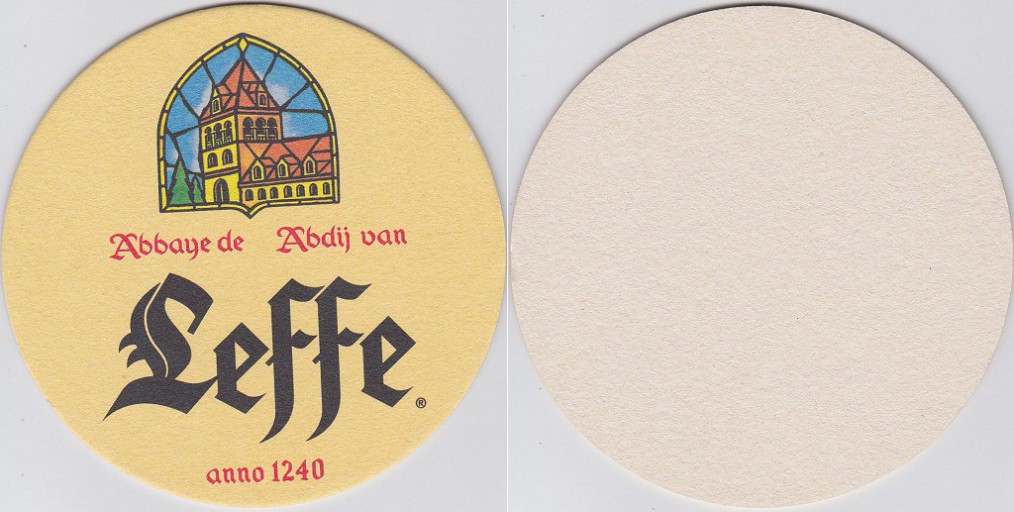 Abbaye de Abdij van
Leffe®
anno 1240